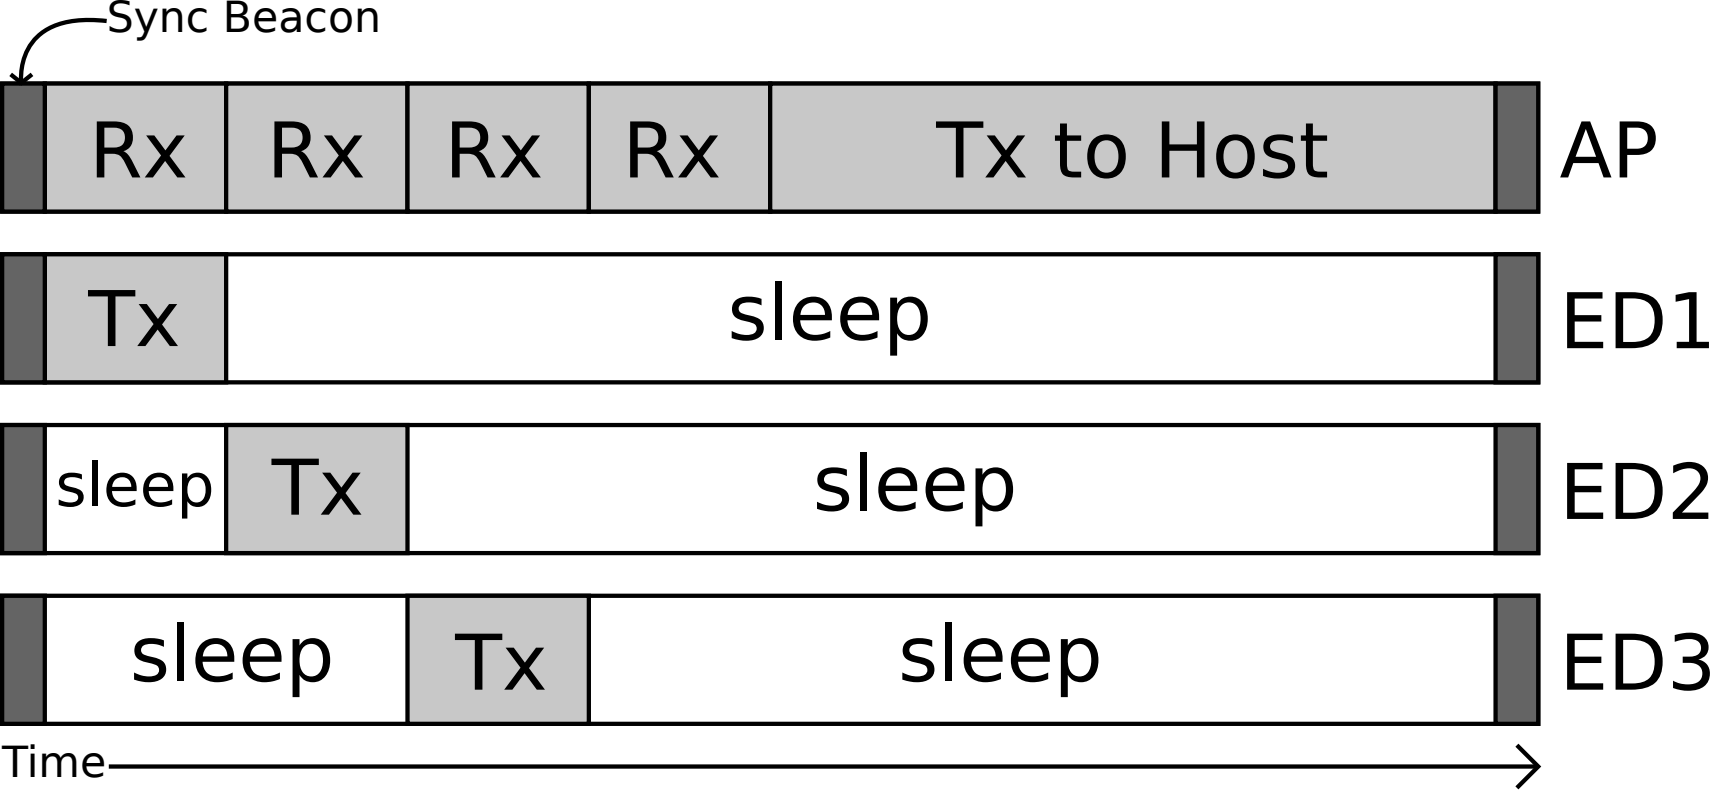 Sync Beacon
Rx Rx Rx Rx Tx to Host AP
Tx sleep ED1
sleep Tx sleep ED2
sleep Tx sleep ED3
Time